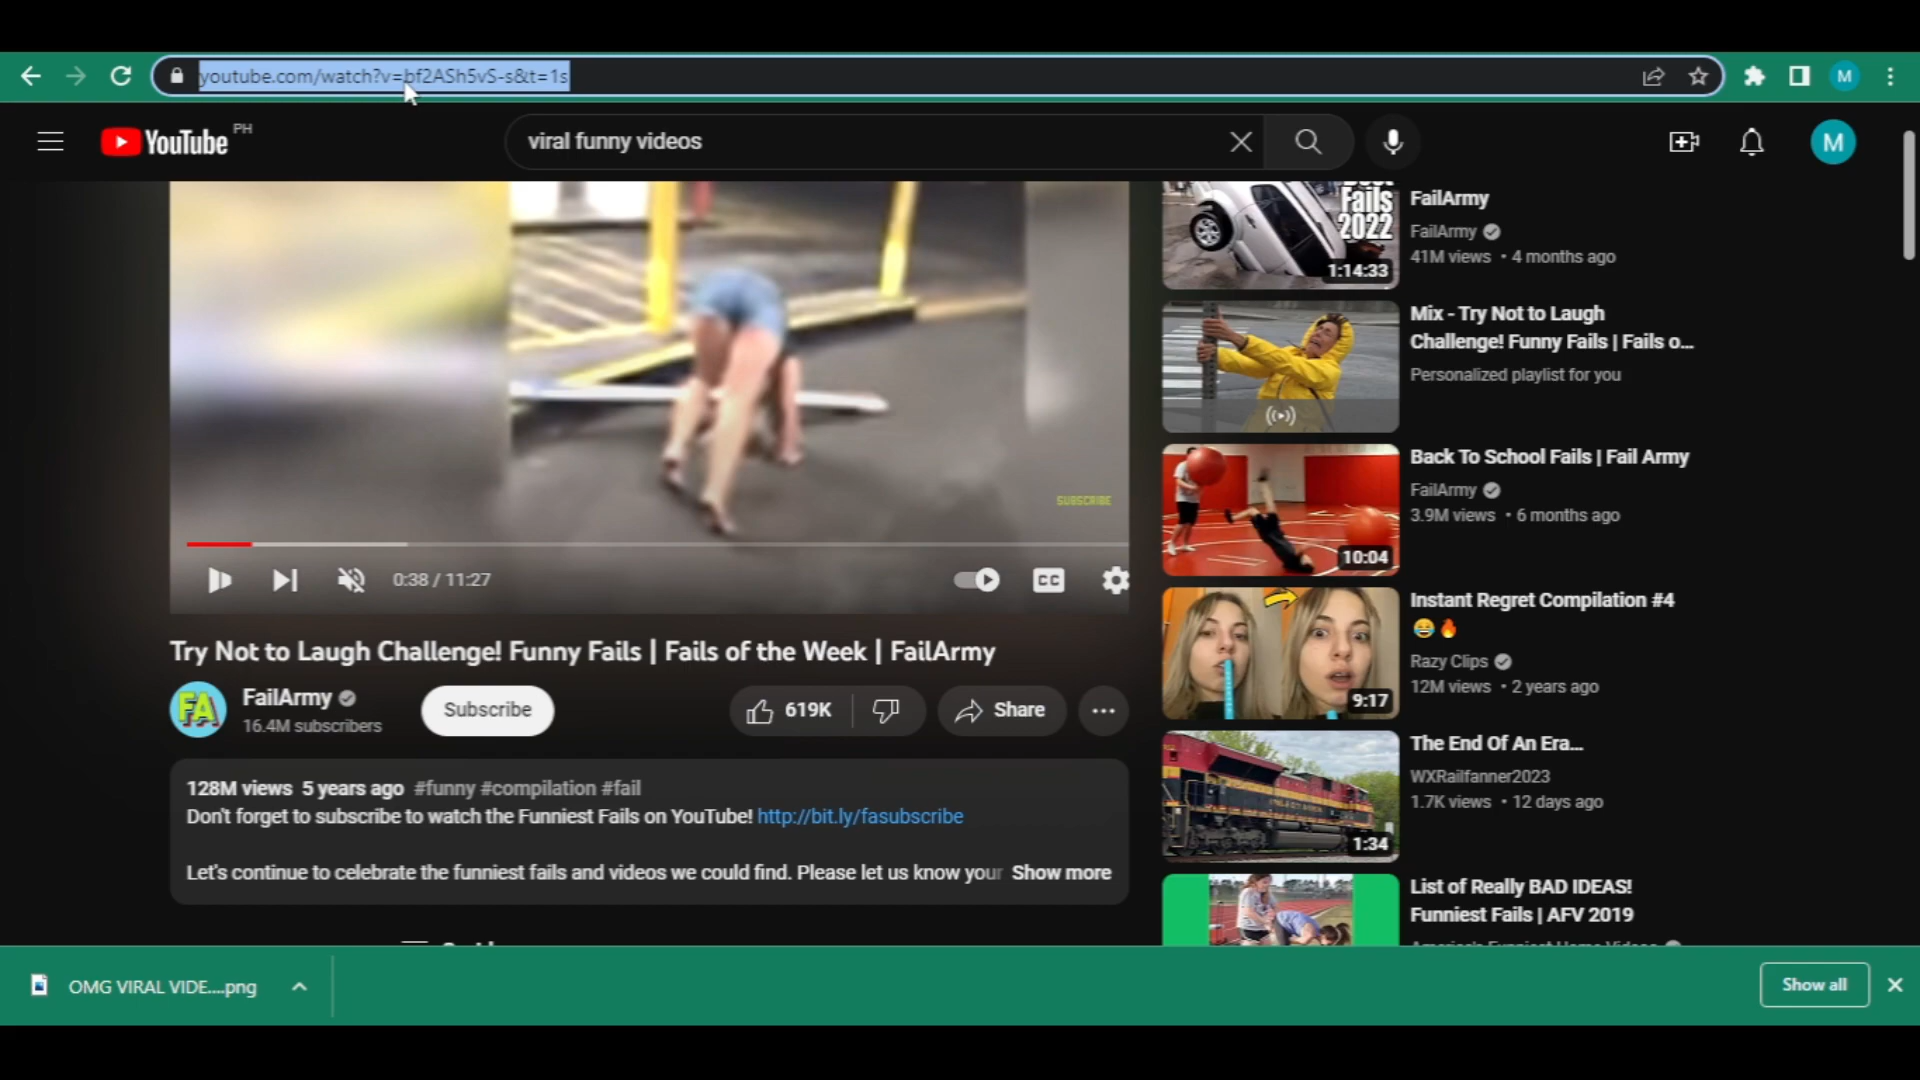 youtube.com/watch?v=bf2ASh5vS-s&t=1s
M
YouTube PH
viral funny videos
M
Fails
2022
1:14:33
FailArmy
FailArmy
41M views • 4 months ago
Mix - Try Not to Laugh
Challenge! Funny Fails | Fails o...
Personalized playlist for you
10:04
Back To School Fails | Fail Army
FailArmy
3.9M views • 6 months ago
9:17
Instant Regret Compilation #4
😂🔥
Razy Clips
12M views • 2 years ago
1:34
The End Of An Era...
WXRailfanner2023
1.7K views • 12 days ago
List of Really BAD IDEAS!
Funniest Fails | AFV 2019
SUBSCRIBE
0:38 / 11:27
CC
Try Not to Laugh Challenge! Funny Fails | Fails of the Week | FailArmy
FA
FailArmy
16.4M subscribers
Subscribe
619K
Share
128M views 5 years ago #funny #compilation #fail
Don't forget to subscribe to watch the Funniest Fails on YouTube! http://bit.ly/fasubscribe
Let's continue to celebrate the funniest fails and videos we could find. Please let us know your Show more
OMG VIRAL VIDE....png
Show all